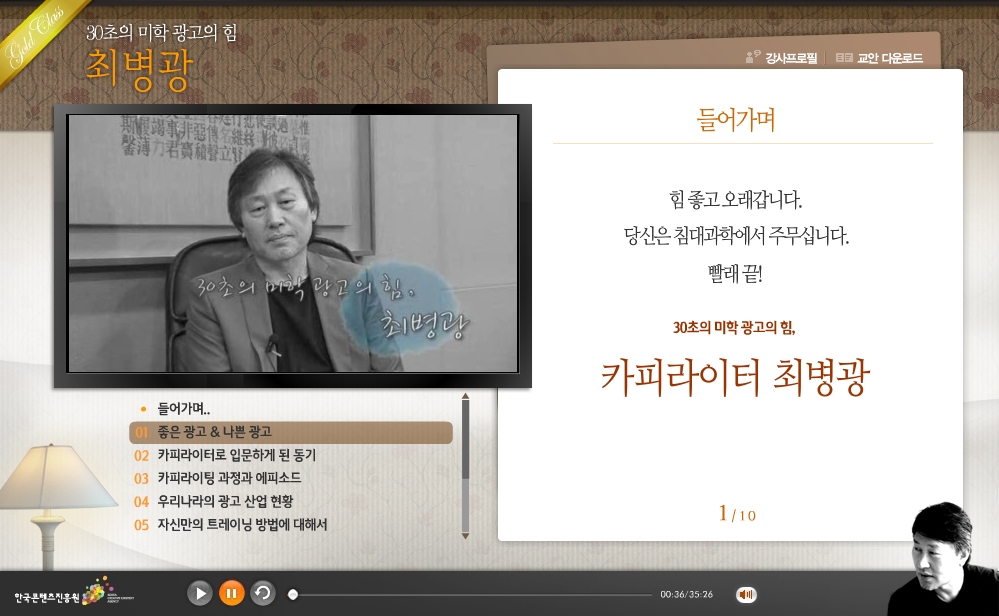 Gold Class
30초의 미학 광고의 힘
최병광
강사프로필
교안 다운로드
30초의 미학 광고의 힘,
최병광
들어가며
힘 좋고 오래갑니다.
당신은 침대과학에서 주무십니다.
빨래 끝!
30초의 미학 광고의 힘,
카피라이터 최병광
1/10
들어가며..
01 좋은 광고 & 나쁜 광고
02 카피라이터로 입문하게 된 동기
03 카피라이팅 과정과 에피소드
04 우리나라의 광고 산업 현황
05 자신만의 트레이닝 방법에 대해서
한국콘텐츠진흥원
00:36/35:26